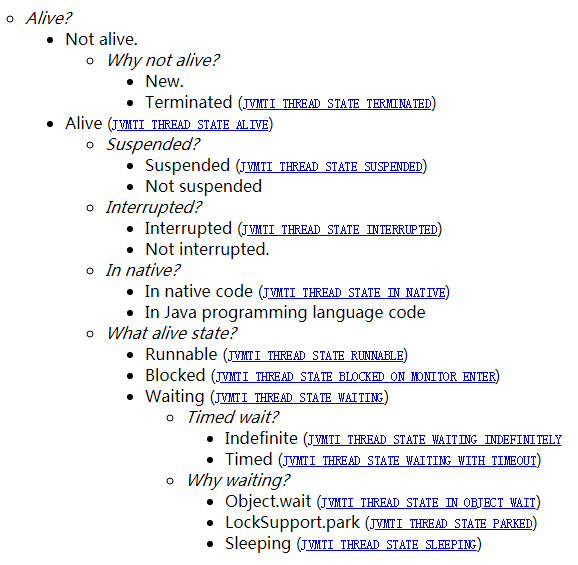 Alive?
Not alive.
Why not alive?
New.
Terminated (JVMTI_THREAD_STATE_TERMINATED)
Alive (JVMTI_THREAD_STATE_ALIVE)
Suspended?
Suspended (JVMTI_THREAD_STATE_SUSPENDED)
Not suspended
Interrupted?
Interrupted (JVMTI_THREAD_STATE_INTERRUPTED)
Not interrupted.
In native?
In native code (JVMTI_THREAD_STATE_IN_NATIVE)
In Java programming language code
What alive state?
Runnable (JVMTI_THREAD_STATE_RUNNABLE)
Blocked (JVMTI_THREAD_STATE_BLOCKED_ON_MONITOR_ENTER)
Waiting (JVMTI_THREAD_STATE_WAITING)
Timed wait?
Indefinite (JVMTI_THREAD_STATE_WAITING_INDEFINITELY
Timed (JVMTI_THREAD_STATE_WAITING_WITH_TIMEOUT)
Why waiting?
Object.wait (JVMTI_THREAD_STATE_IN_OBJECT_WAIT)
LockSupport.park (JVMTI_THREAD_STATE_PARKED)
Sleeping (JVMTI_THREAD_STATE_SLEEPING)